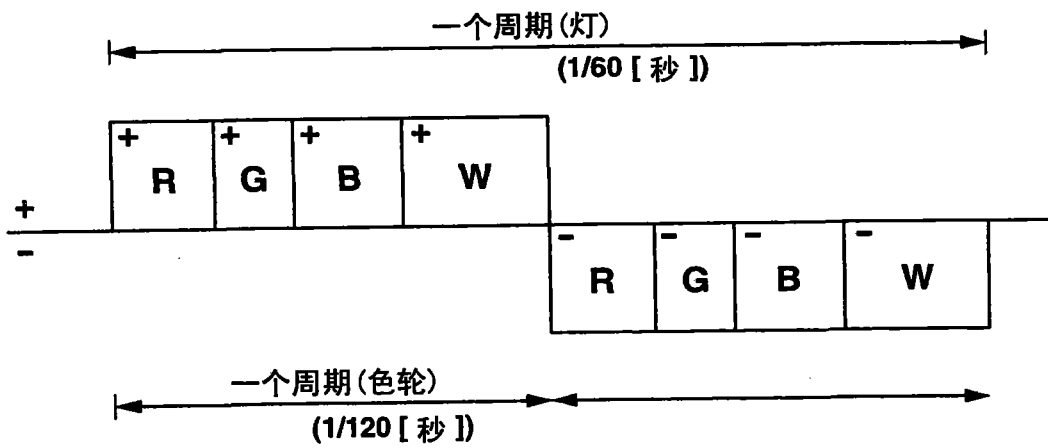 一个周期(灯)
(1/60 [ 秒 ])
+ + + +
R G B W
+
-
- - - -
R G B W
一个周期(色轮)
(1/120 [ 秒 ])